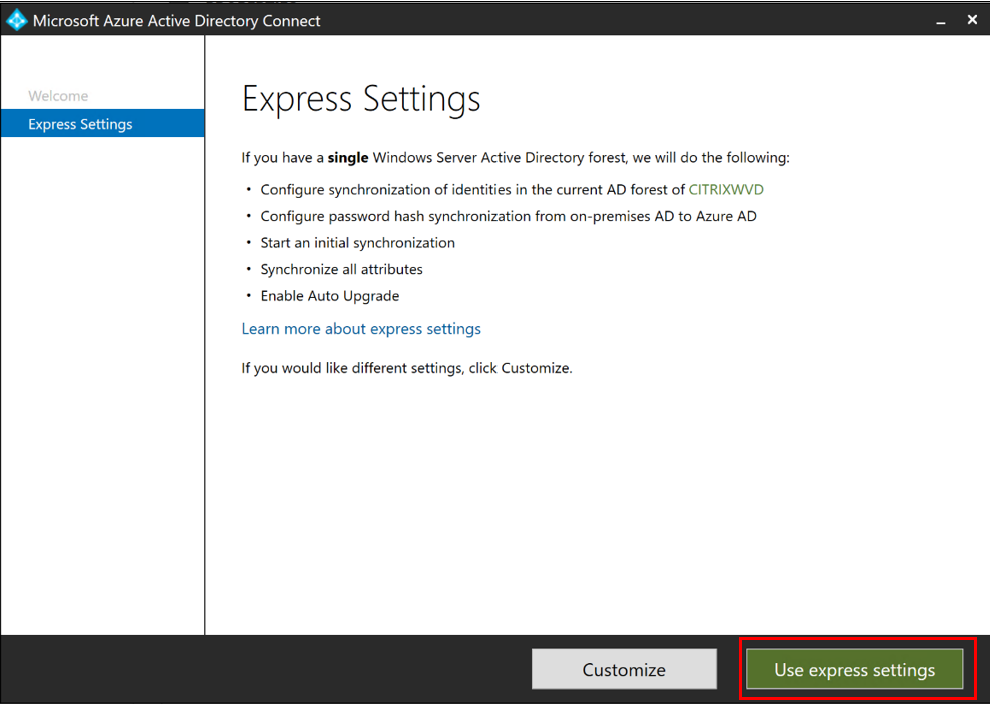 Microsoft Azure Active Directory Connect
Welcome
Express Settings
Express Settings
If you have a single Windows Server Active Directory forest, we will do the following:
• Configure synchronization of identities in the current AD forest of CITRIXWVD
• Configure password hash synchronization from on-premises AD to Azure AD
• Start an initial synchronization
• Synchronize all attributes
• Enable Auto Upgrade
Learn more about express settings
If you would like different settings, click Customize.
Customize
Use express settings